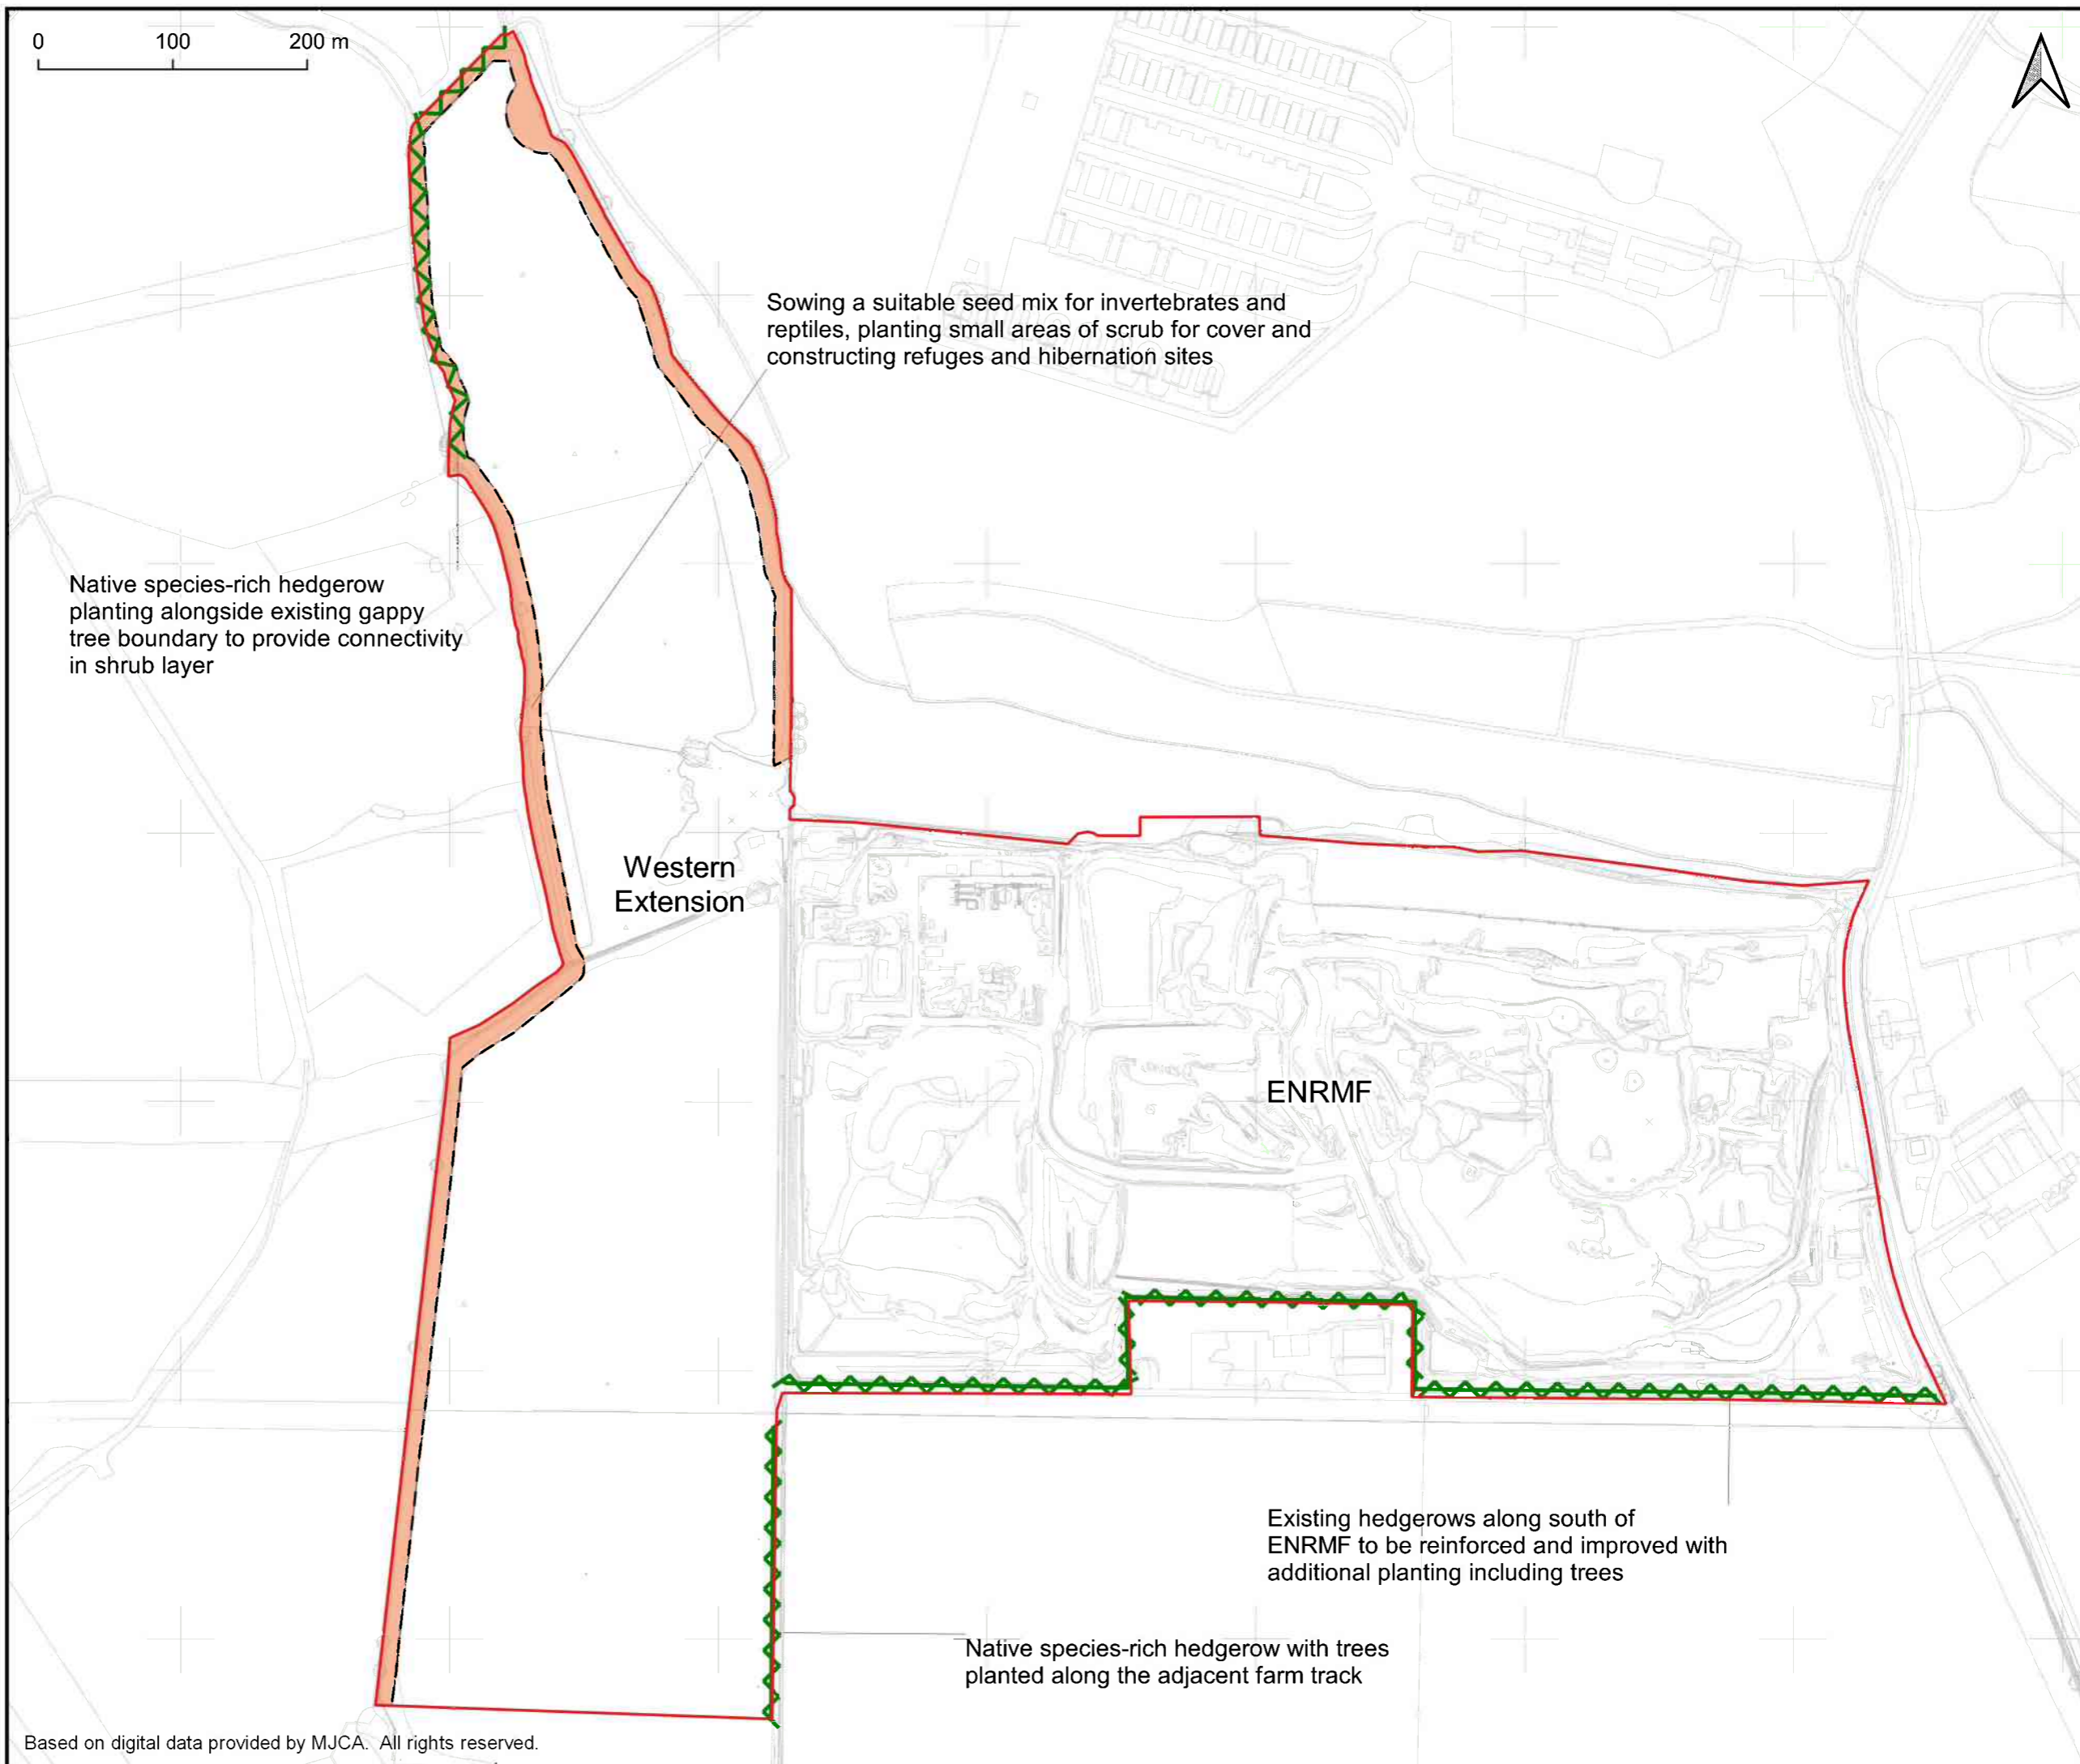 0 100 200 m
Sowing a suitable seed mix for invertebrates and
reptiles, planting small areas of scrub for cover and
constructing refuges and hibernation sites
Native species-rich hedgerow
planting alongside existing gappy
tree boundary to provide connectivity
in shrub layer
Western
Extension
ENRMF
Existing hedgerows along south of
ENRMF to be reinforced and improved with
additional planting including trees
Native species-rich hedgerow with trees
planted along the adjacent farm track
Based on digital data provided by MJCA. All rights reserved.